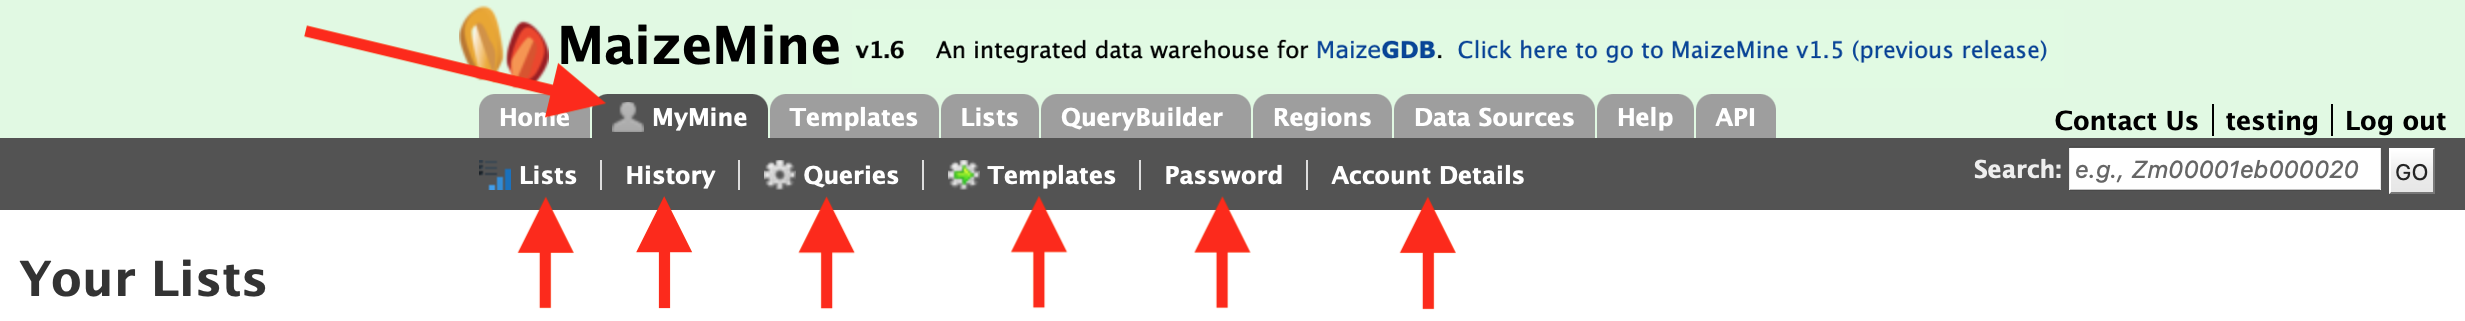 MaizeMine v1.6 An integrated data warehouse for MaizeGDB. Click here to go to MaizeMine v1.5 (previous release)
Home MyMine Templates Lists QueryBuilder Regions Data Sources Help API Contact Us testing Log out
Lists History Queries Templates Password Account Details Search: e.g., Zm00001eb000020 GO
Your Lists